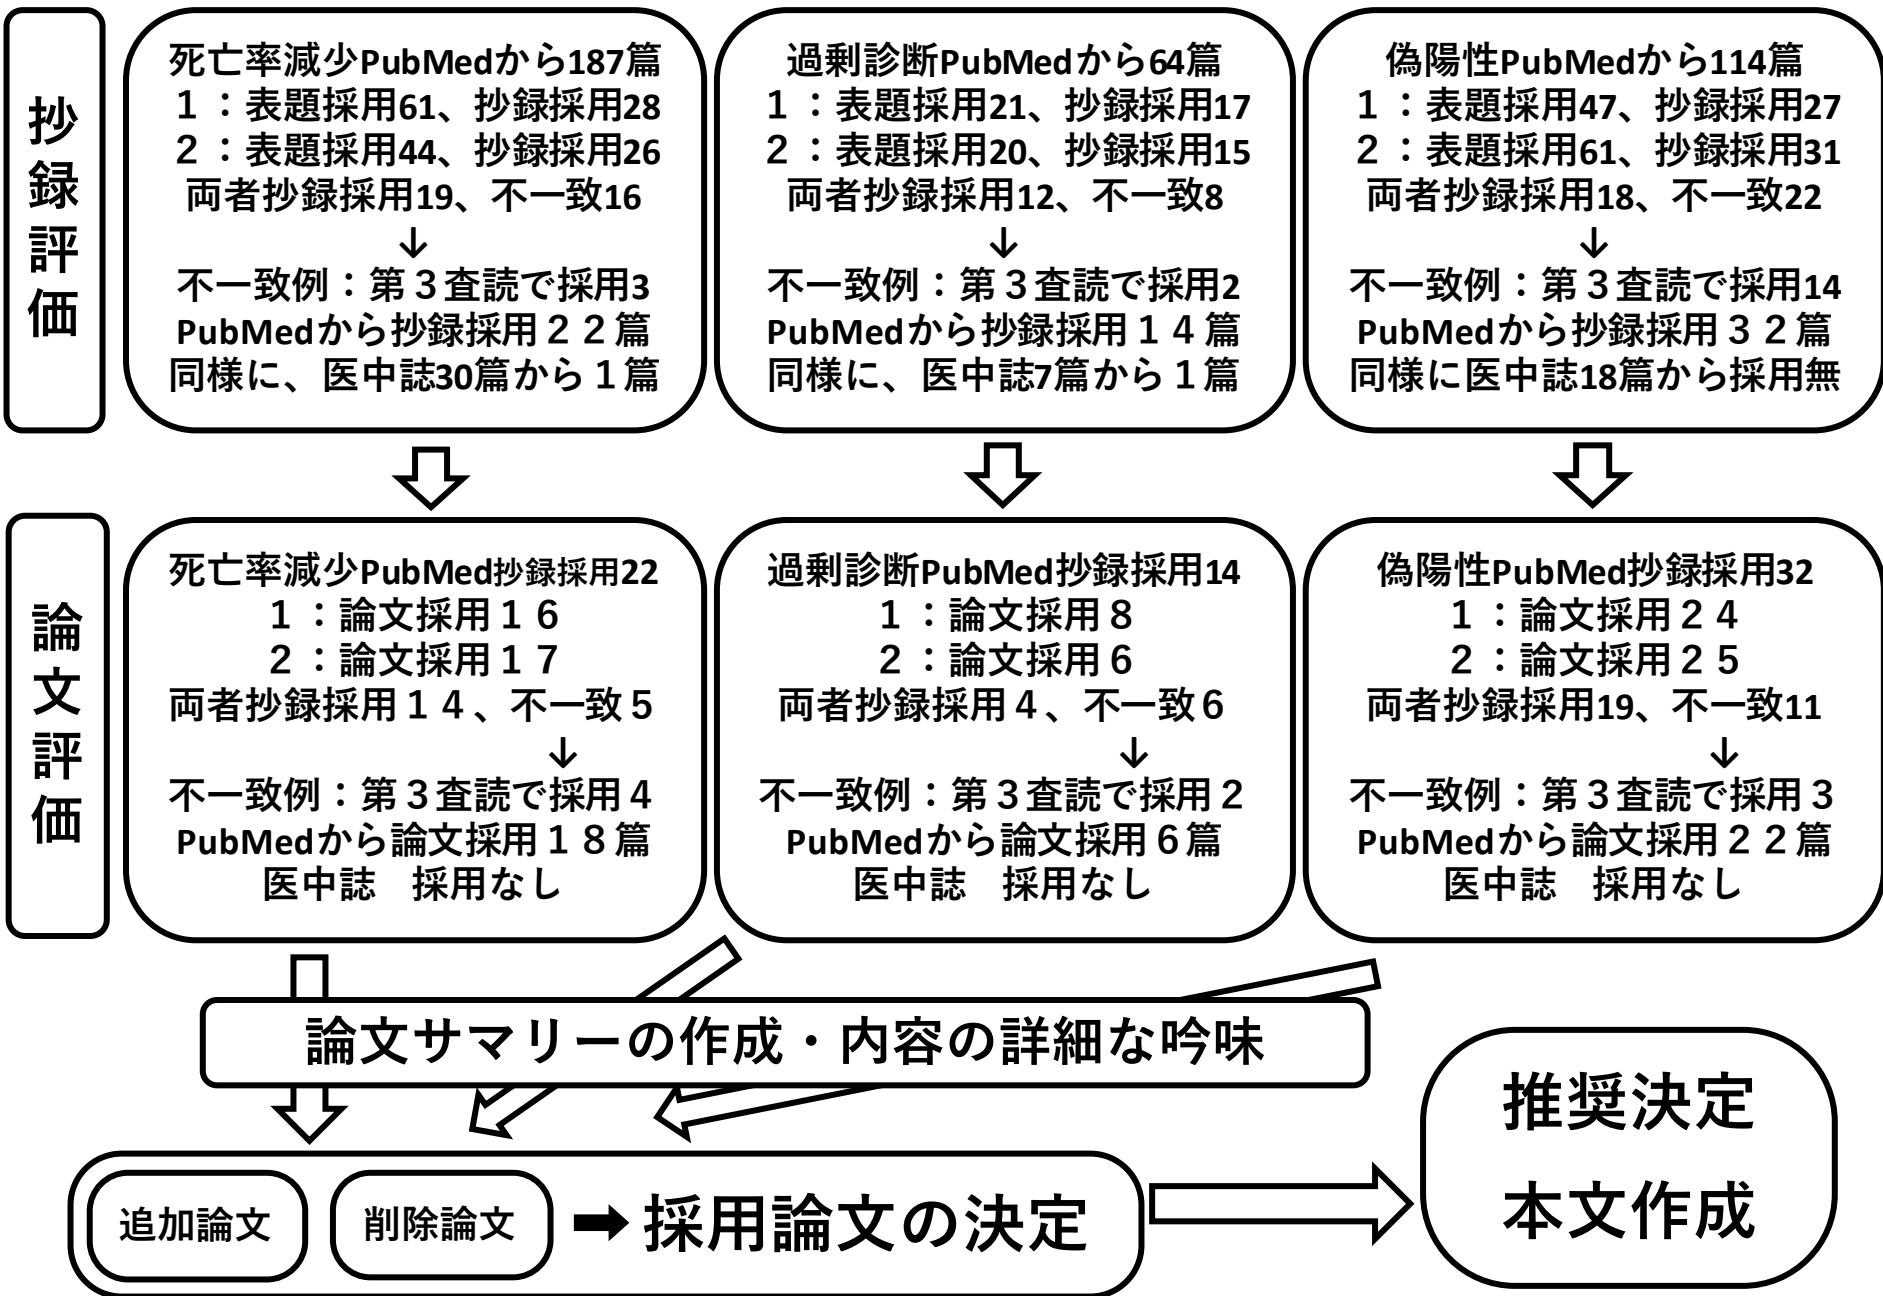 抄録評価
死亡率減少PubMedから187篇
１：表題採用61、抄録採用28
２：表題採用44、抄録採用26
両者抄録採用19、不一致16
↓
不一致例：第３査読で採用3
PubMedから抄録採用２２篇
同様に、医中誌30篇から１篇
過剰診断PubMedから64篇
１：表題採用21、抄録採用17
２：表題採用20、抄録採用15
両者抄録採用12、不一致8
↓
不一致例：第３査読で採用2
PubMedから抄録採用１４篇
同様に、医中誌7篇から１篇
偽陽性PubMedから114篇
１：表題採用47、抄録採用27
２：表題採用61、抄録採用31
両者抄録採用18、不一致22
↓
不一致例：第３査読で採用14
PubMedから抄録採用３２篇
同様に医中誌18篇から採用無
論文評価
死亡率減少PubMed抄録採用22
１：論文採用１６
２：論文採用１７
両者抄録採用１４、不一致５
↓
不一致例：第３査読で採用４
PubMedから論文採用１８篇
医中誌　採用なし
過剰診断PubMed抄録採用14
１：論文採用８
２：論文採用６
両者抄録採用４、不一致６
↓
不一致例：第３査読で採用２
PubMedから論文採用６篇
医中誌　採用なし
偽陽性PubMed抄録採用32
１：論文採用２４
２：論文採用２５
両者抄録採用19、不一致11
↓
不一致例：第３査読で採用３
PubMedから論文採用２２篇
医中誌　採用なし
論文サマリーの作成・内容の詳細な吟味
追加論文
削除論文
➡採用論文の決定
推奨決定
本文作成